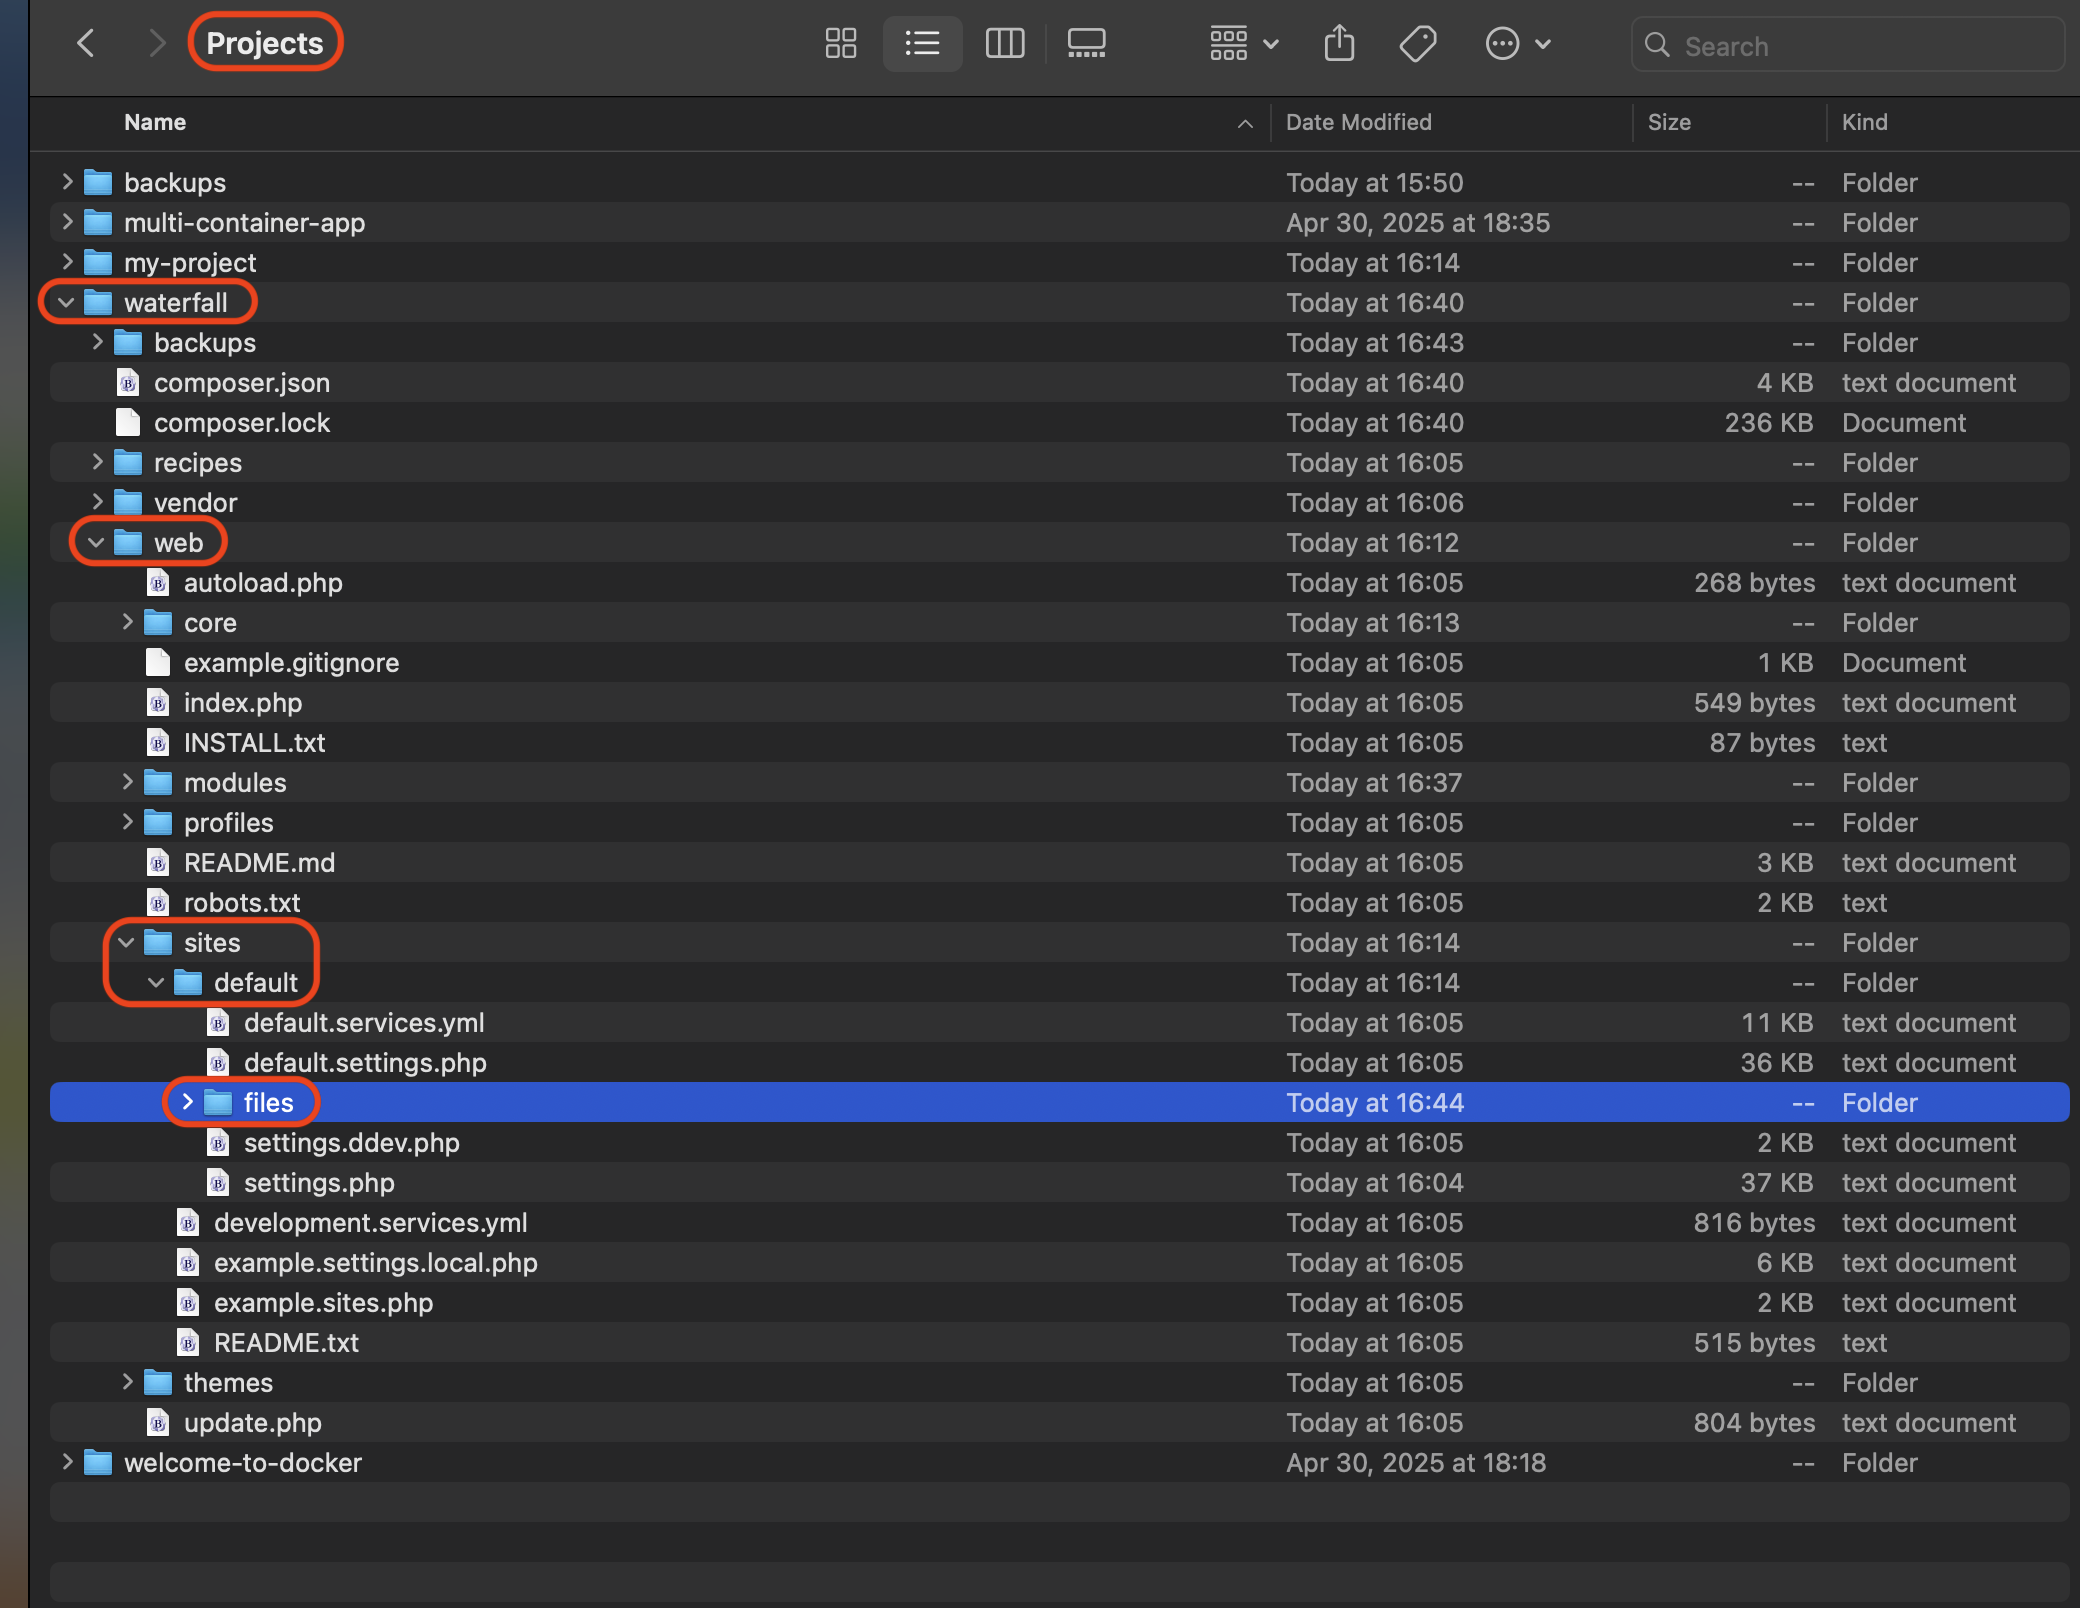 Projects
Search
Name Date Modified Size Kind
backups Today at 15:50 -- Folder
multi-container-app Apr 30, 2025 at 18:35 -- Folder
my-project Today at 16:14 -- Folder
waterfall Today at 16:40 -- Folder
backups Today at 16:43 -- Folder
composer.json Today at 16:40 4 KB text document
composer.lock Today at 16:40 236 KB Document
recipes Today at 16:05 -- Folder
vendor Today at 16:06 -- Folder
web Today at 16:12 -- Folder
autoload.php Today at 16:05 268 bytes text document
core Today at 16:13 -- Folder
example.gitignore Today at 16:05 1 KB Document
index.php Today at 16:05 549 bytes text document
INSTALL.txt Today at 16:05 87 bytes text
modules Today at 16:37 -- Folder
profiles Today at 16:05 -- Folder
README.md Today at 16:05 3 KB text document
robots.txt Today at 16:05 2 KB text
sites Today at 16:14 -- Folder
default Today at 16:14 -- Folder
default.services.yml Today at 16:05 11 KB text document
default.settings.php Today at 16:05 36 KB text document
files Today at 16:44 -- Folder
settings.ddev.php Today at 16:05 2 KB text document
settings.php Today at 16:04 37 KB text document
development.services.yml Today at 16:05 816 bytes text document
example.settings.local.php Today at 16:05 6 KB text document
example.sites.php Today at 16:05 2 KB text document
README.txt Today at 16:05 515 bytes text
themes Today at 16:05 -- Folder
update.php Today at 16:05 804 bytes text document
welcome-to-docker Apr 30, 2025 at 18:18 -- Folder